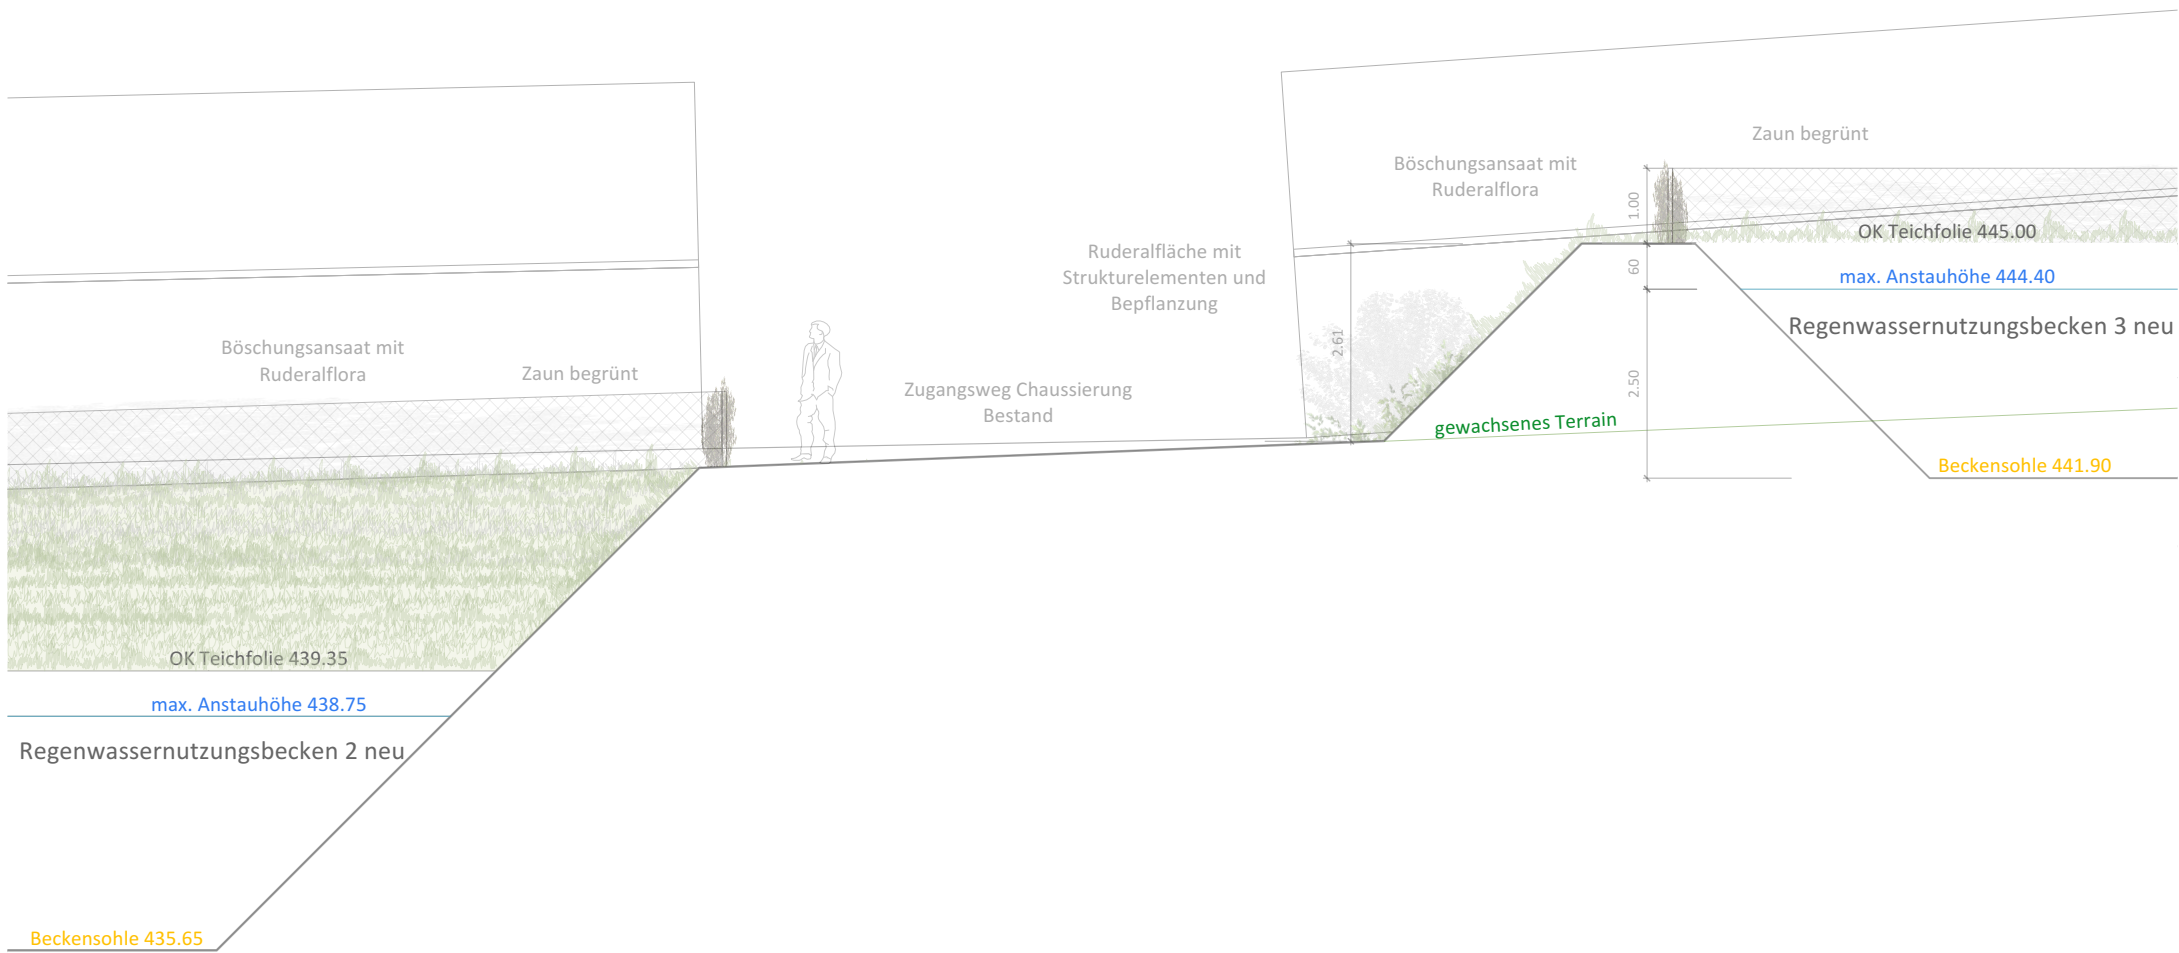 Zaun begrünt
Böschungsansaat mit
Ruderalflora
1.00
OK Teichfolie 445.00
Ruderalfläche mit
Strukturelementen und
Bepflanzung
60
max. Anstauhöhe 444.40
Regenwassernutzungsbecken 3 neu
2.61
2.50
Böschungsansaat mit
Ruderalflora
Zaun begrünt
Zugangsweg Chaussierung
Bestand
gewachsenes Terrain
Beckensohle 441.90
OK Teichfolie 439.35
max. Anstauhöhe 438.75
Regenwassernutzungsbecken 2 neu
Beckensohle 435.65